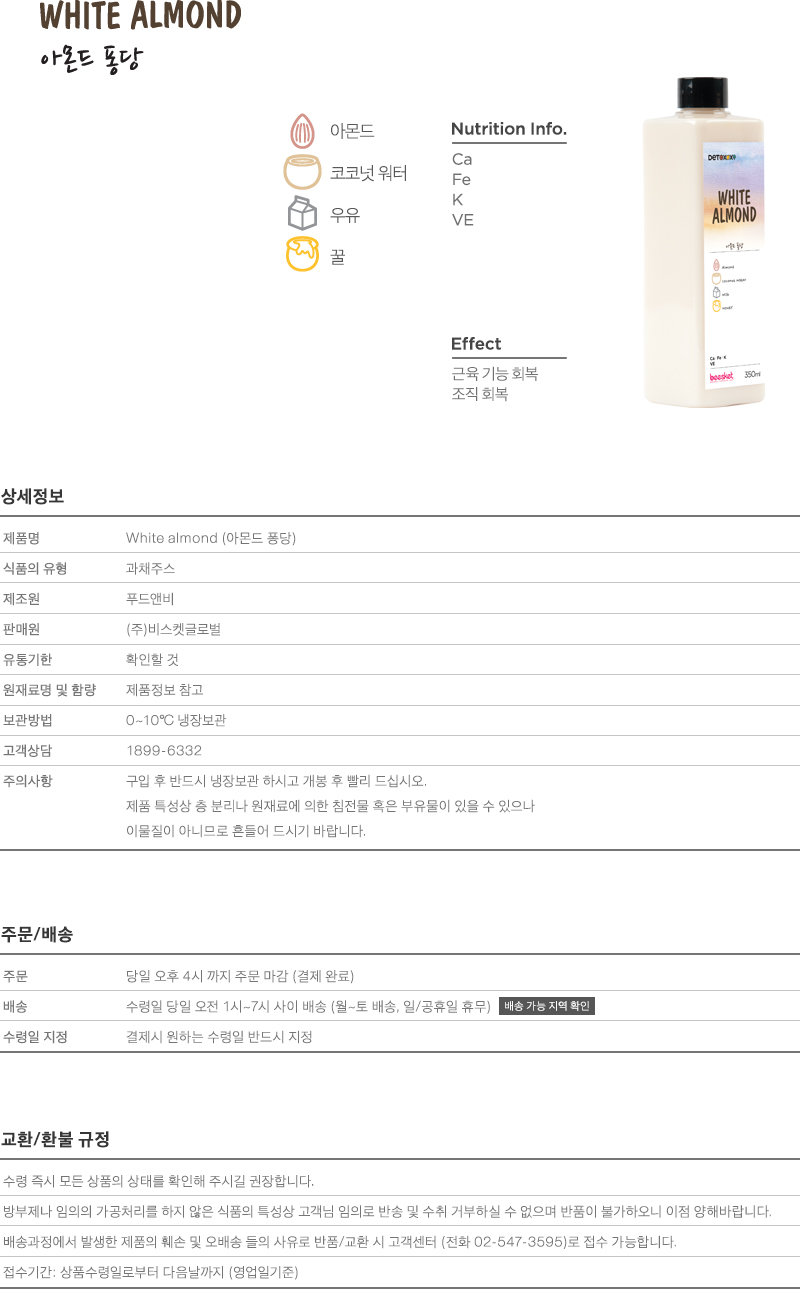 WHITE ALMOND
아몬드 퐁당
아몬드
코코넛 워터
우유
꿀
Nutrition Info.
Ca
Fe
K
VE
Effect
근육 기능 회복
조직 회복
DETOX
WHITE
ALMOND
아몬드 퐁당
Almond
coconut water
milk
honey
Ca Fe K
VE
beesket 350ml
상세정보
제품명 White almond (아몬드 퐁당)
식품의 유형 과채주스
제조원 푸드앤비
판매원 (주)비스켓글로벌
유통기한 확인할 것
원재료명 및 함량 제품정보 참고
보관방법 0~10℃ 냉장보관
고객상담 1899-6332
주의사항 구입 후 반드시 냉장보관 하시고 개봉 후 빨리 드십시오.
제품 특성상 층 분리나 원재료에 의한 침전물 혹은 부유물이 있을 수 있으나
이물질이 아니므로 흔들어 드시기 바랍니다.
주문/배송
주문 당일 오후 4시 까지 주문 마감 (결제 완료)
배송 수령일 당일 오전 1시~7시 사이 배송 (월~토 배송, 일/공휴일 휴무) 배송 가능 지역 확인
수령일 지정 결제시 원하는 수령일 반드시 지정
교환/환불 규정
수령 즉시 모든 상품의 상태를 확인해 주시길 권장합니다.
방부제나 임의의 가공처리를 하지 않은 식품의 특성상 고객님 임의로 반송 및 수취 거부하실 수 없으며 반품이 불가하오니 이점 양해바랍니다.
배송과정에서 발생한 제품의 훼손 및 오배송 들의 사유로 반품/교환 시 고객센터 (전화 02-547-3595)로 접수 가능합니다.
접수기간: 상품수령일로부터 다음날까지 (영업일기준)